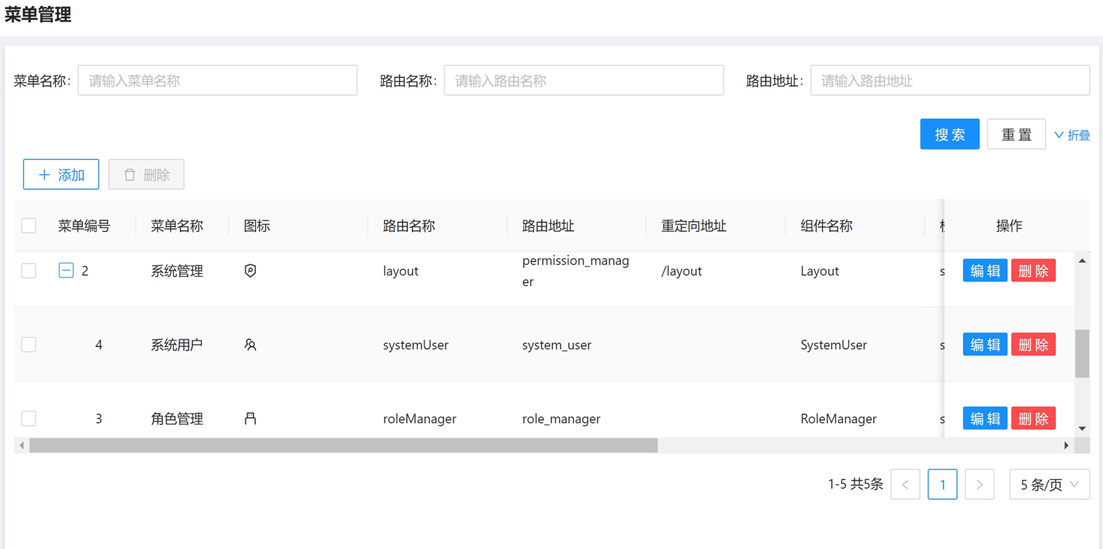 菜单管理
菜单名称: 请输入菜单名称 路由名称: 请输入路由名称 路由地址: 请输入路由地址
搜 索 重 置 折叠
添加 删除
菜单编号 菜单名称 图标 路由名称 路由地址 重定向地址 组件名称 操作
2 系统管理 layout permission_manager /layout Layout s 编 辑 删 除
4 系统用户 systemUser system_user SystemUser s 编 辑 删 除
3 角色管理 roleManager role_manager RoleManager s 编 辑 删 除
1-5 共5条 1 5 条/页